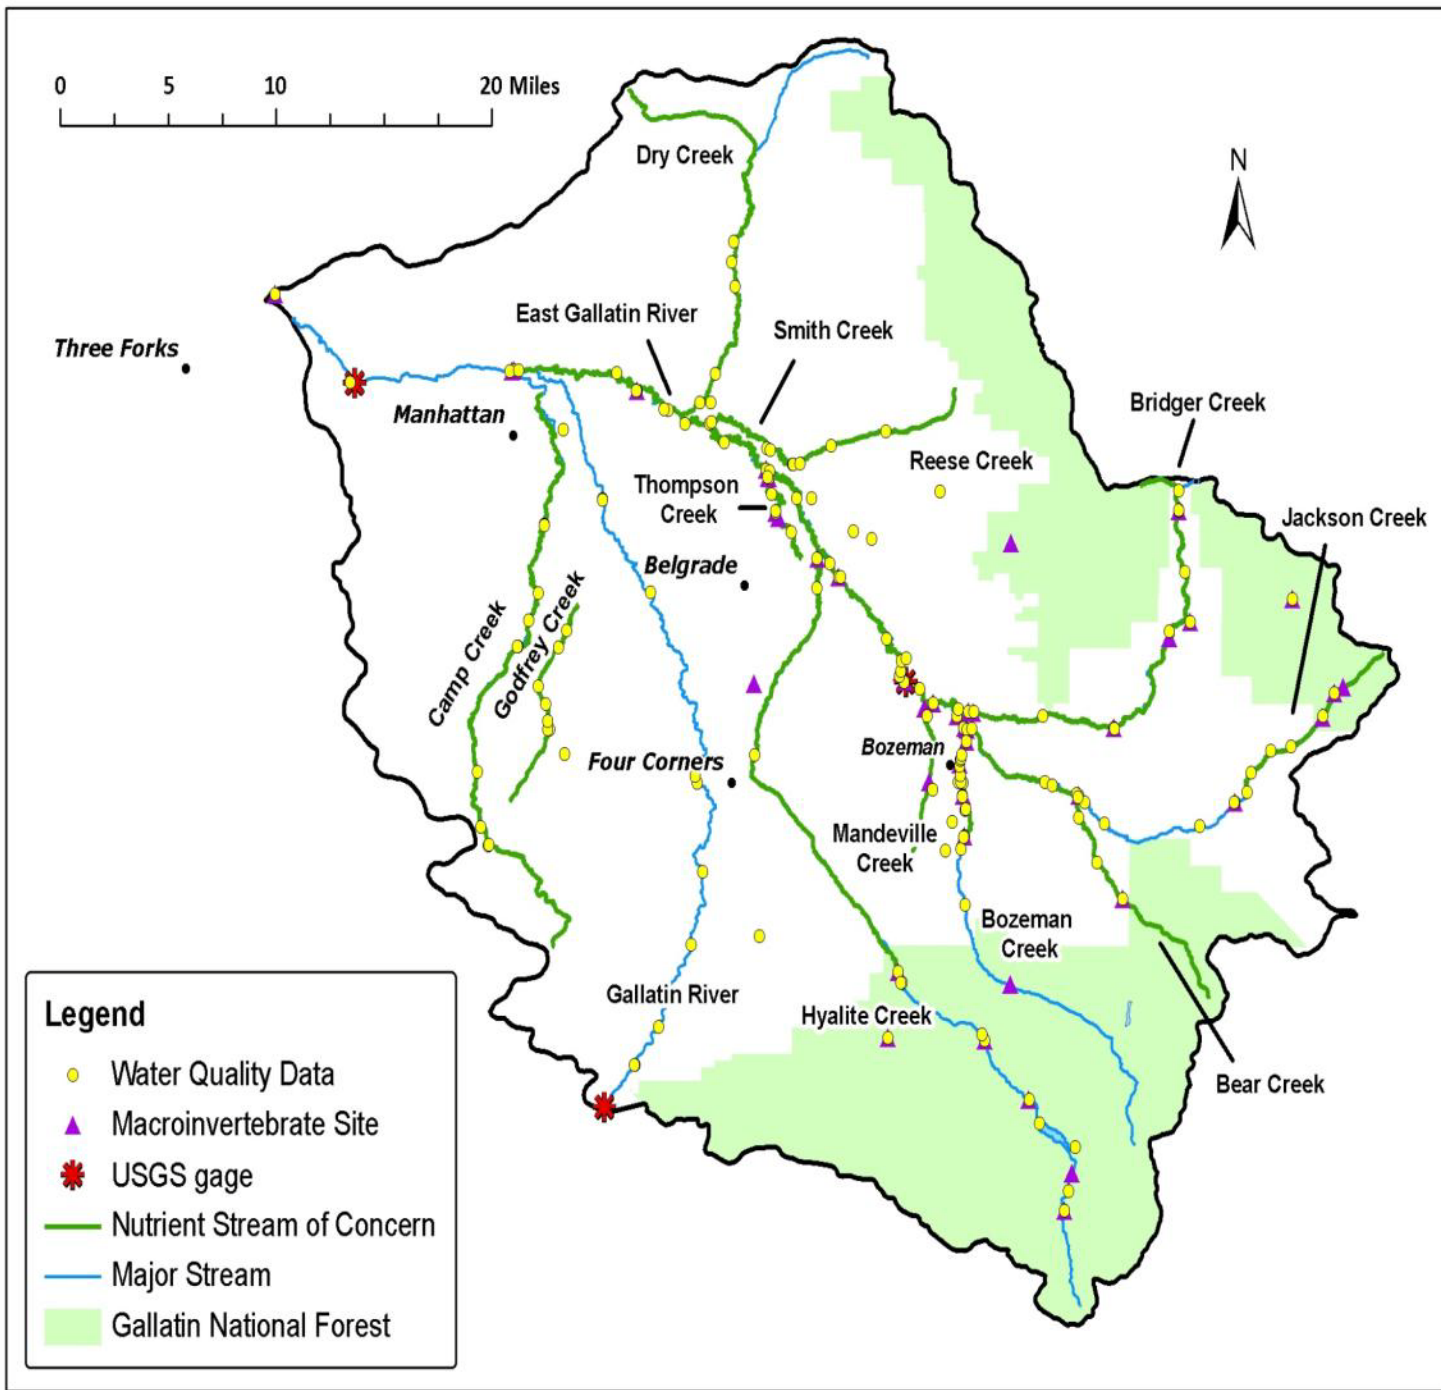 0 5 10 20 Miles
N
Dry Creek
East Gallatin River
Smith Creek
Three Forks
Manhattan
Bridger Creek
Reese Creek
Thompson
Creek
Jackson Creek
Belgrade
Camp Creek
Godfrey Creek
Four Corners
Bozeman
Mandeville
Creek
Bozeman
Creek
Gallatin River
Hyalite Creek
Bear Creek
Legend
Water Quality Data
Macroinvertebrate Site
USGS gage
Nutrient Stream of Concern
Major Stream
Gallatin National Forest